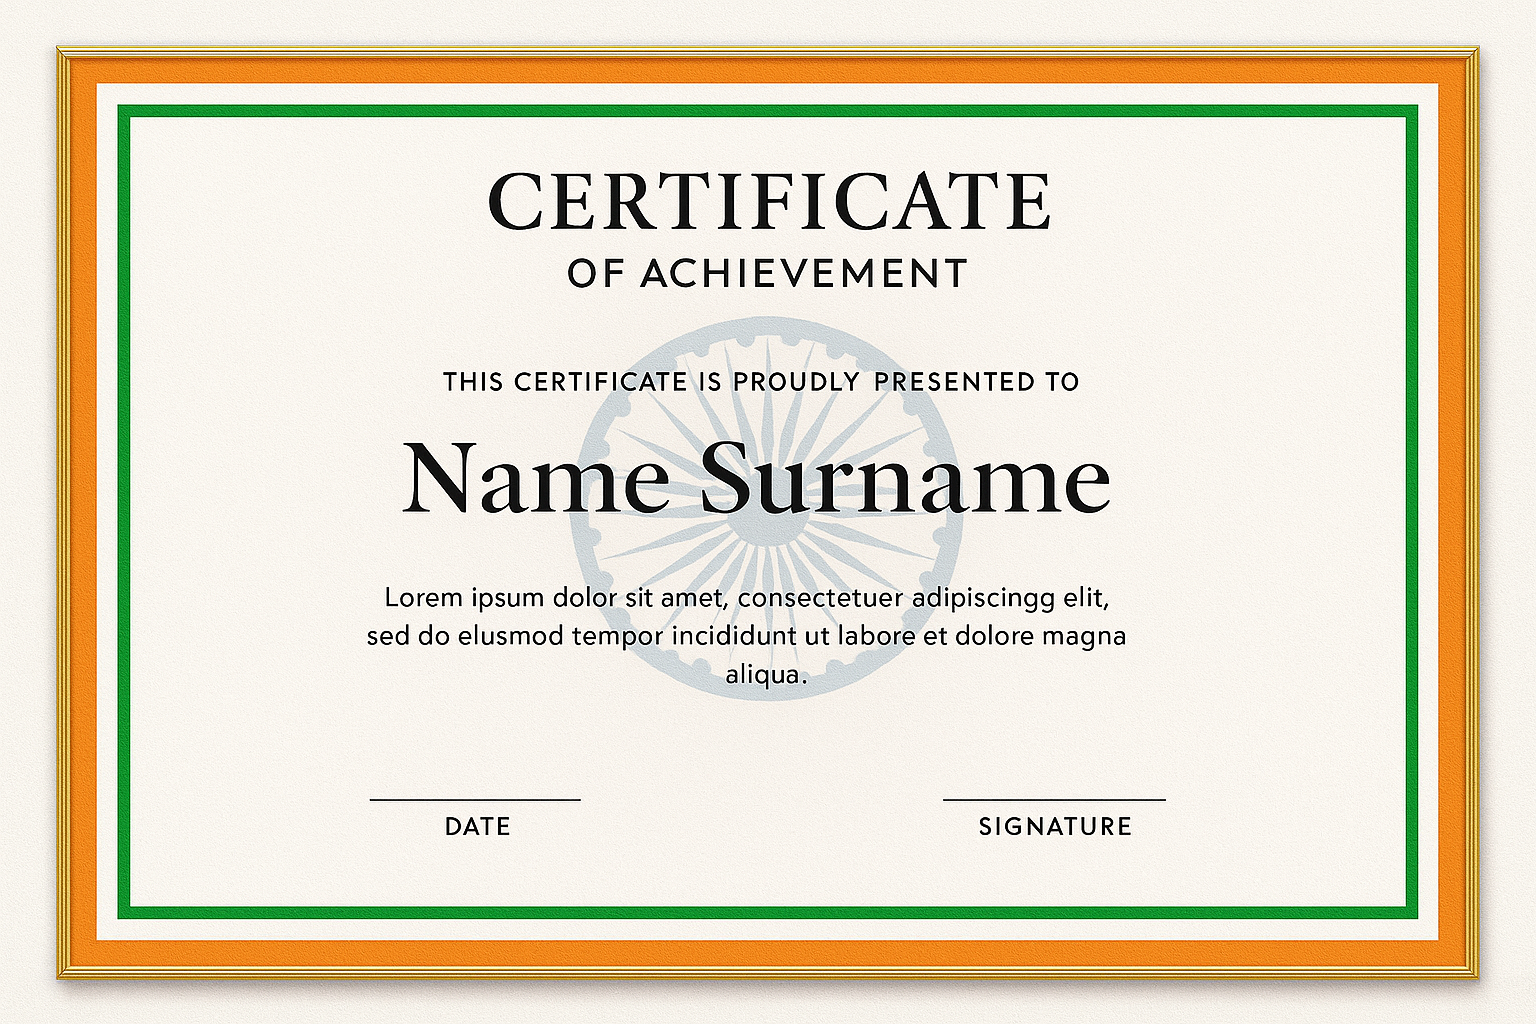 CERTIFICATE
OF ACHIEVEMENT
THIS CERTIFICATE IS PROUDLY PRESENTED TO
Name Surname
Lorem ipsum dolor sit amet, consectetuer adipiscingg elit,
sed do elusmod tempor incididunt ut labore et dolore magna
aliqua.
DATE
SIGNATURE